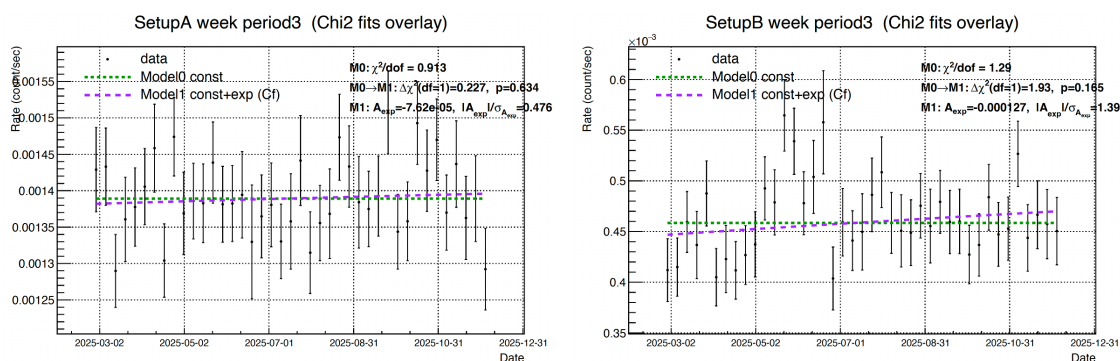 SetupA week period3 (Chi2 fits overlay)
Rate (count/sec)
data
Model0 const
Model1 const+exp (Cf)
M0: χ²/dof = 0.913
M0→M1: Δχ²(df=1)=0.227, p=0.634
M1: A_exp=-7.62e-05, |A_exp|/σ_A_exp=0.476
0.00155
0.0015
0.00145
0.0014
0.00135
0.0013
0.00125
2025-03-02 2025-05-02 2025-07-01 2025-08-31 2025-10-31 2025-12-31
Date
SetupB week period3 (Chi2 fits overlay)
×10⁻³
Rate (count/sec)
data
Model0 const
Model1 const+exp (Cf)
M0: χ²/dof = 1.29
M0→M1: Δχ²(df=1)=1.93, p=0.165
M1: A_exp=-0.000127, |A_exp|/σ_A_exp=1.39
0.6
0.55
0.5
0.45
0.4
0.35
2025-03-02 2025-05-02 2025-07-01 2025-08-31 2025-10-31 2025-12-31
Date